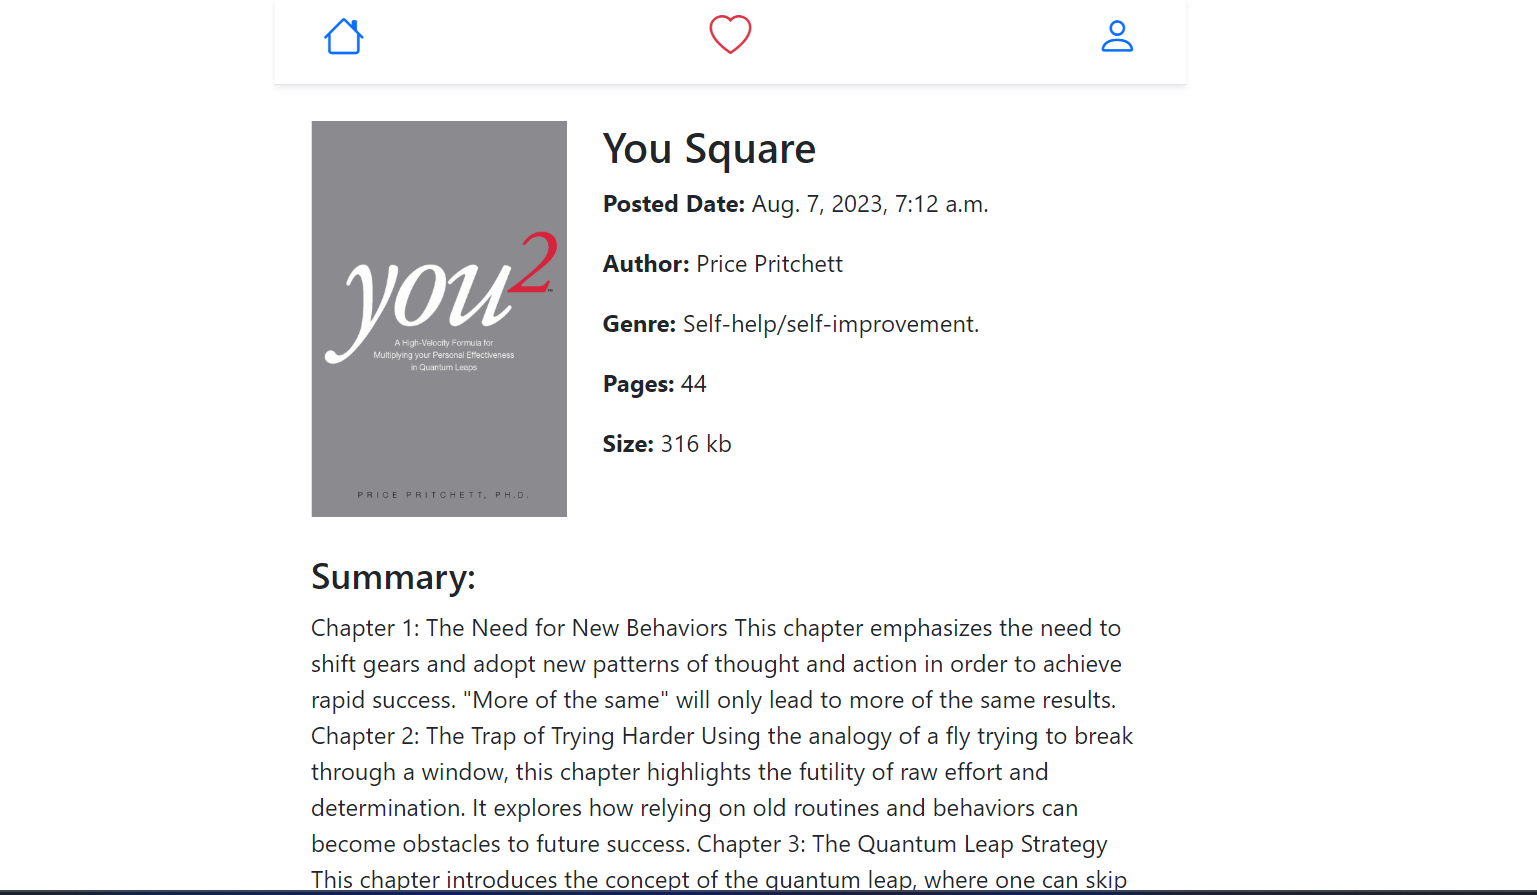 you2
A High-Velocity Formula for
Multiplying your Personal Effectiveness
in Quantum Leaps
PRICE PRITCHETT, PH.D.
You Square
Posted Date: Aug. 7, 2023, 7:12 a.m.
Author: Price Pritchett
Genre: Self-help/self-improvement.
Pages: 44
Size: 316 kb
Summary:
Chapter 1: The Need for New Behaviors This chapter emphasizes the need to
shift gears and adopt new patterns of thought and action in order to achieve
rapid success. "More of the same" will only lead to more of the same results.
Chapter 2: The Trap of Trying Harder Using the analogy of a fly trying to break
through a window, this chapter highlights the futility of raw effort and
determination. It explores how relying on old routines and behaviors can
become obstacles to future success. Chapter 3: The Quantum Leap Strategy
This chapter introduces the concept of the quantum leap, where one can skip